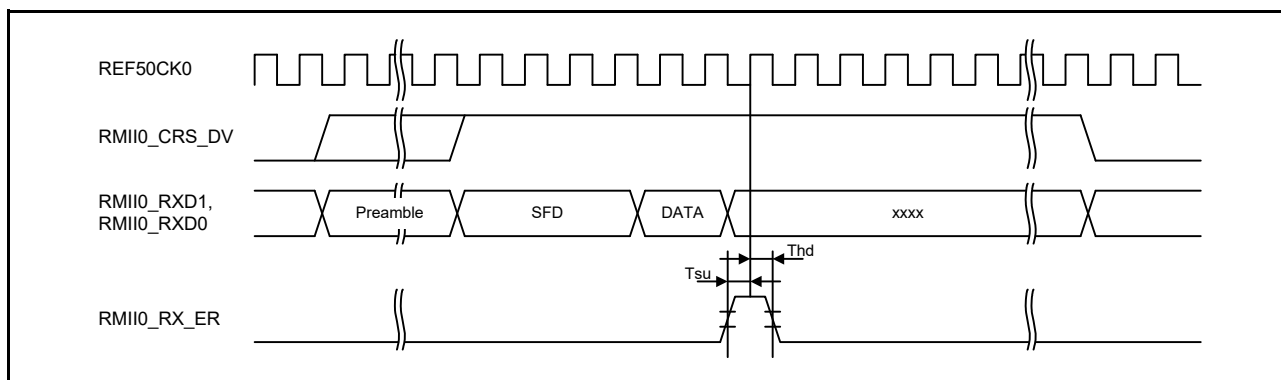 REF50CK0
RMII0_CRS_DV
RMII0_RXD1,
RMII0_RXD0
Preamble
SFD
DATA
xxxx
Thd
Tsu
RMII0_RX_ER